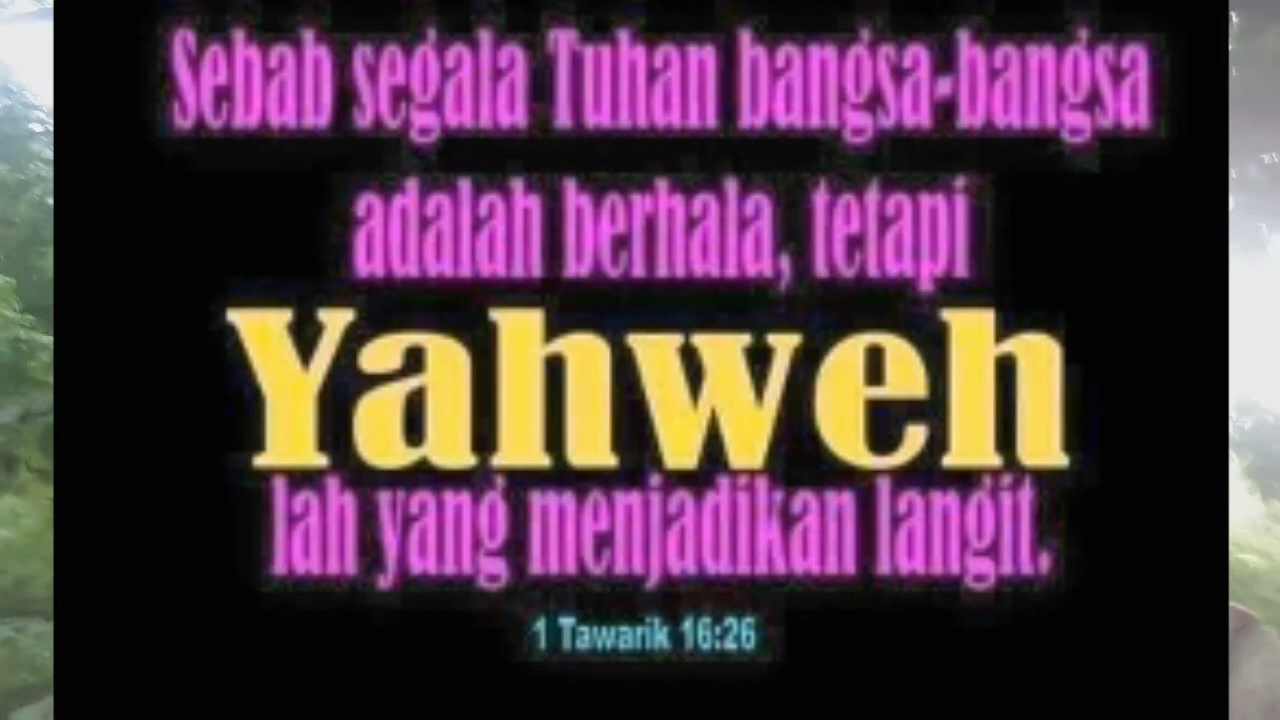 Sebab segala Tuhan bangsa-bangsa
adalah berhala, tetapi
Yahweh
lah yang menjadikan langit.
1 Tawarik 16:26